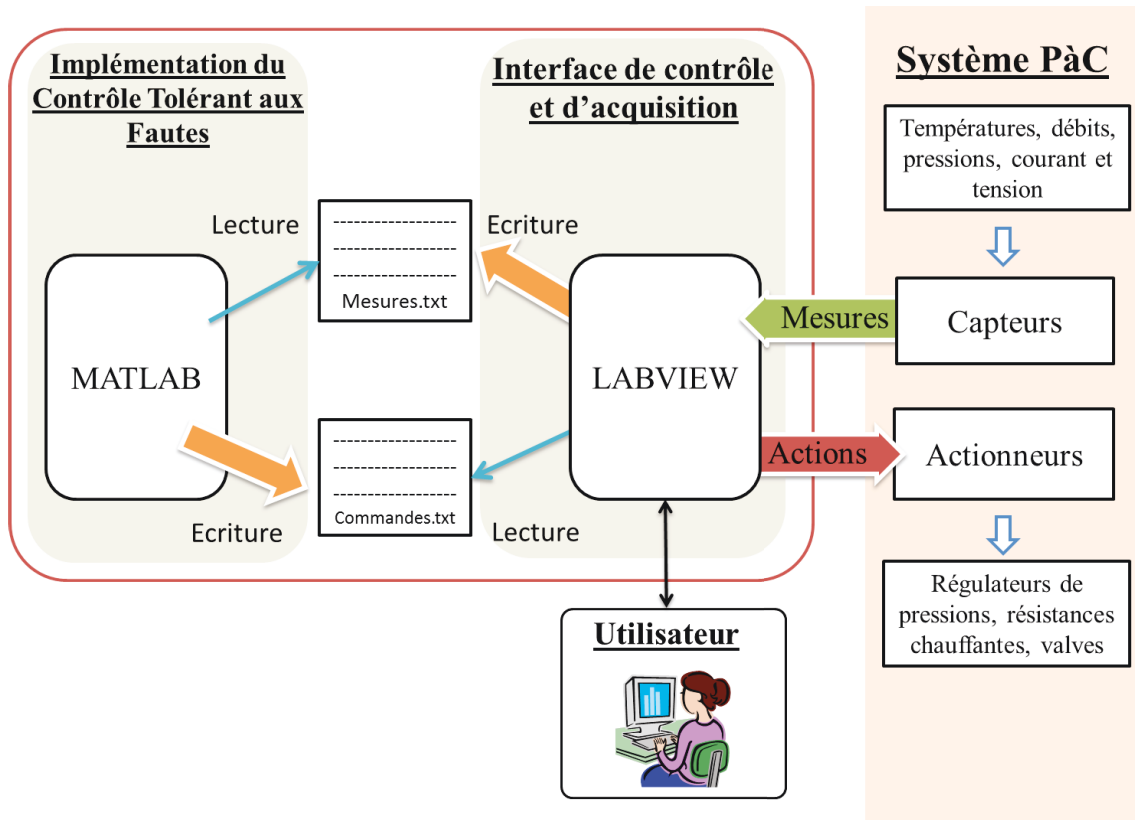 Implémentation du
Contrôle Tolérant aux
Fautes
Interface de contrôle
et d’acquisition
Système PàC
Températures, débits,
pressions, courant et
tension
Lecture
Ecriture
--------------------
--------------------
--------------------
Mesures.txt
MATLAB
LABVIEW
Mesures
Capteurs
--------------------
--------------------
--------------------
Commandes.txt
Ecriture
Lecture
Actions
Actionneurs
Régulateurs de
pressions, résistances
chauffantes, valves
Utilisateur